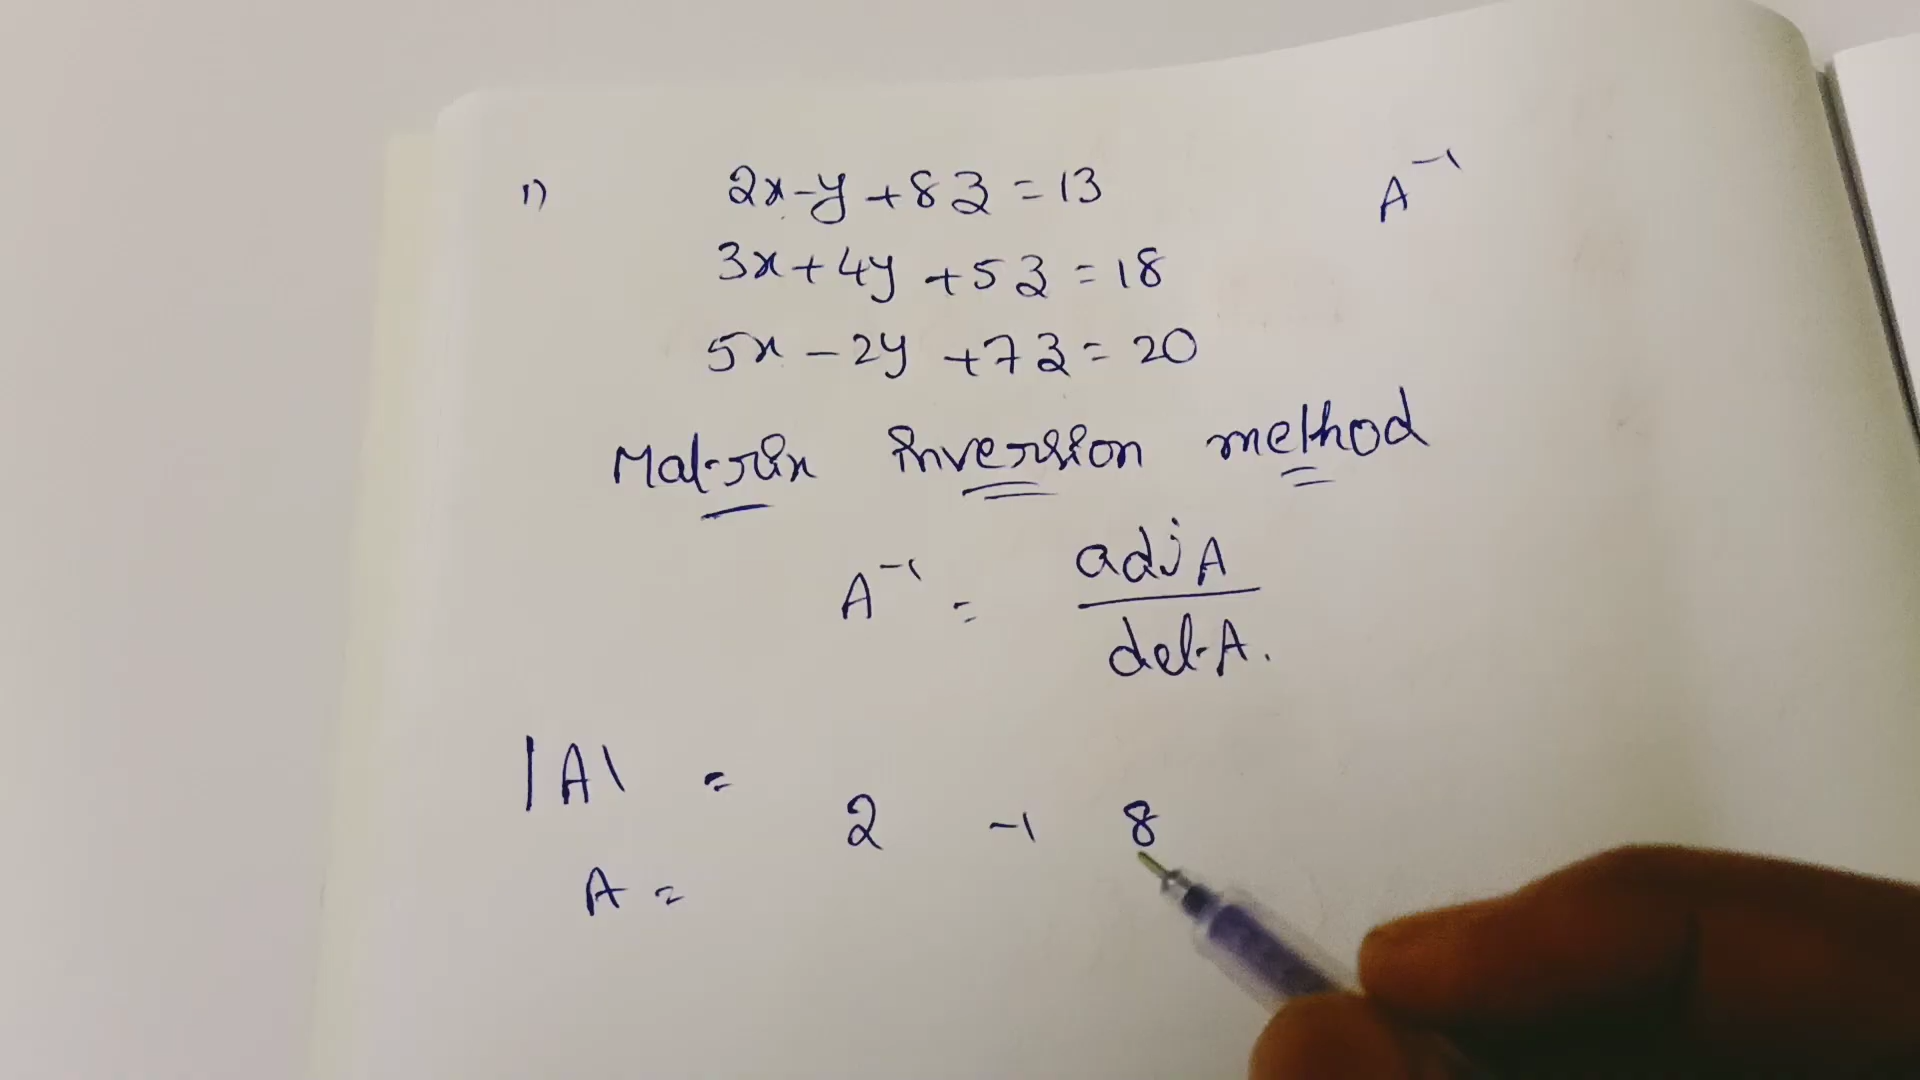 1) 2x-y+8z=13 A⁻¹
3x+4y+5z=18
5x-2y+7z=20
Matrix inversion method
A⁻¹ = adj A / det A.
|A| =
2 -1 8
A =